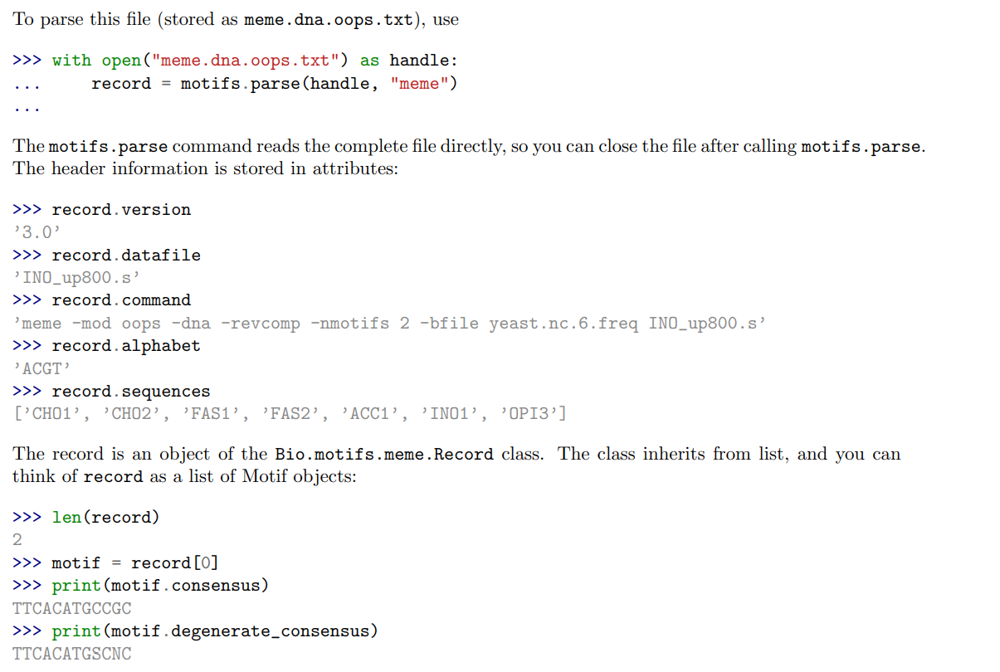 To parse this file (stored as meme.dna.oops.txt), use
>>> with open("meme.dna.oops.txt") as handle:
...     record = motifs.parse(handle, "meme")
...
The motifs.parse command reads the complete file directly, so you can close the file after calling motifs.parse.
The header information is stored in attributes:
>>> record.version
’3.0’
>>> record.datafile
’INO_up800.s’
>>> record.command
’meme -mod oops -dna -revcomp -nmotifs 2 -bfile yeast.nc.6.freq INO_up800.s’
>>> record.alphabet
’ACGT’
>>> record.sequences
[’CHO1’, ’CHO2’, ’FAS1’, ’FAS2’, ’ACC1’, ’INO1’, ’OPI3’]
The record is an object of the Bio.motifs.meme.Record class. The class inherits from list, and you can
think of record as a list of Motif objects:
>>> len(record)
2
>>> motif = record[0]
>>> print(motif.consensus)
TTCACATGCCGC
>>> print(motif.degenerate_consensus)
TTCACATGSCNC